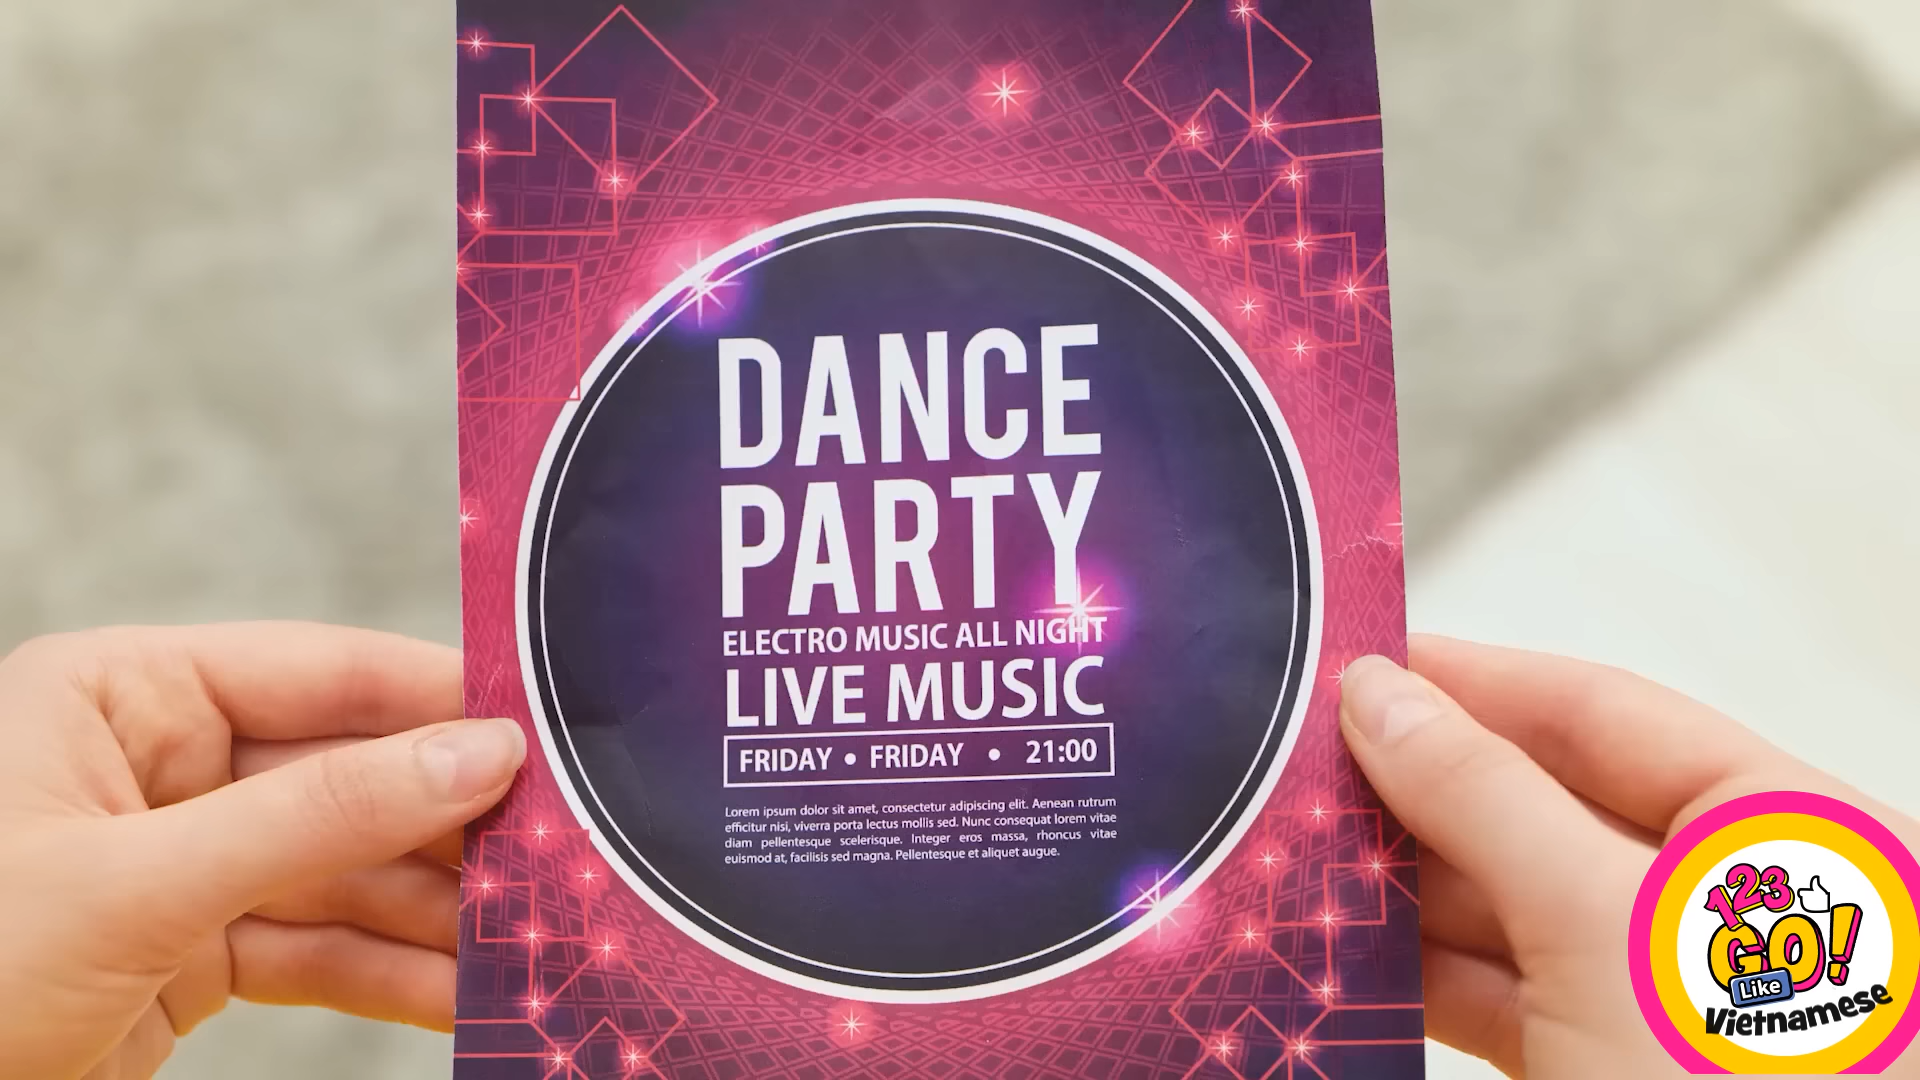 DANCE
PARTY
ELECTRO MUSIC ALL NIGHT
LIVE MUSIC
FRIDAY • FRIDAY • 21:00
Lorem ipsum dolor sit amet, consectetur adipiscing elit. Aenean rutrum
efficitur nisi, viverra porta lectus mollis sed. Nunc consequat lorem vitae
diam pellentesque scelerisque. Integer eros massa, rhoncus vitae
euismod at, facilisis sed magna. Pellentesque et aliquet augue.
123
GO!
Like
Vietnamese